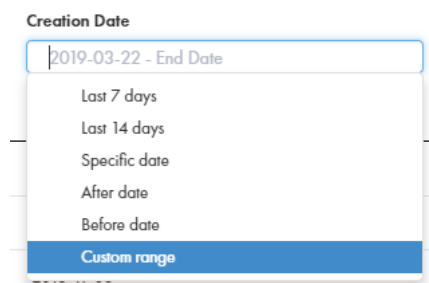 Creation Date
2019-03-22 - End Date
Last 7 days
Last 14 days
Specific date
After date
Before date
Custom range